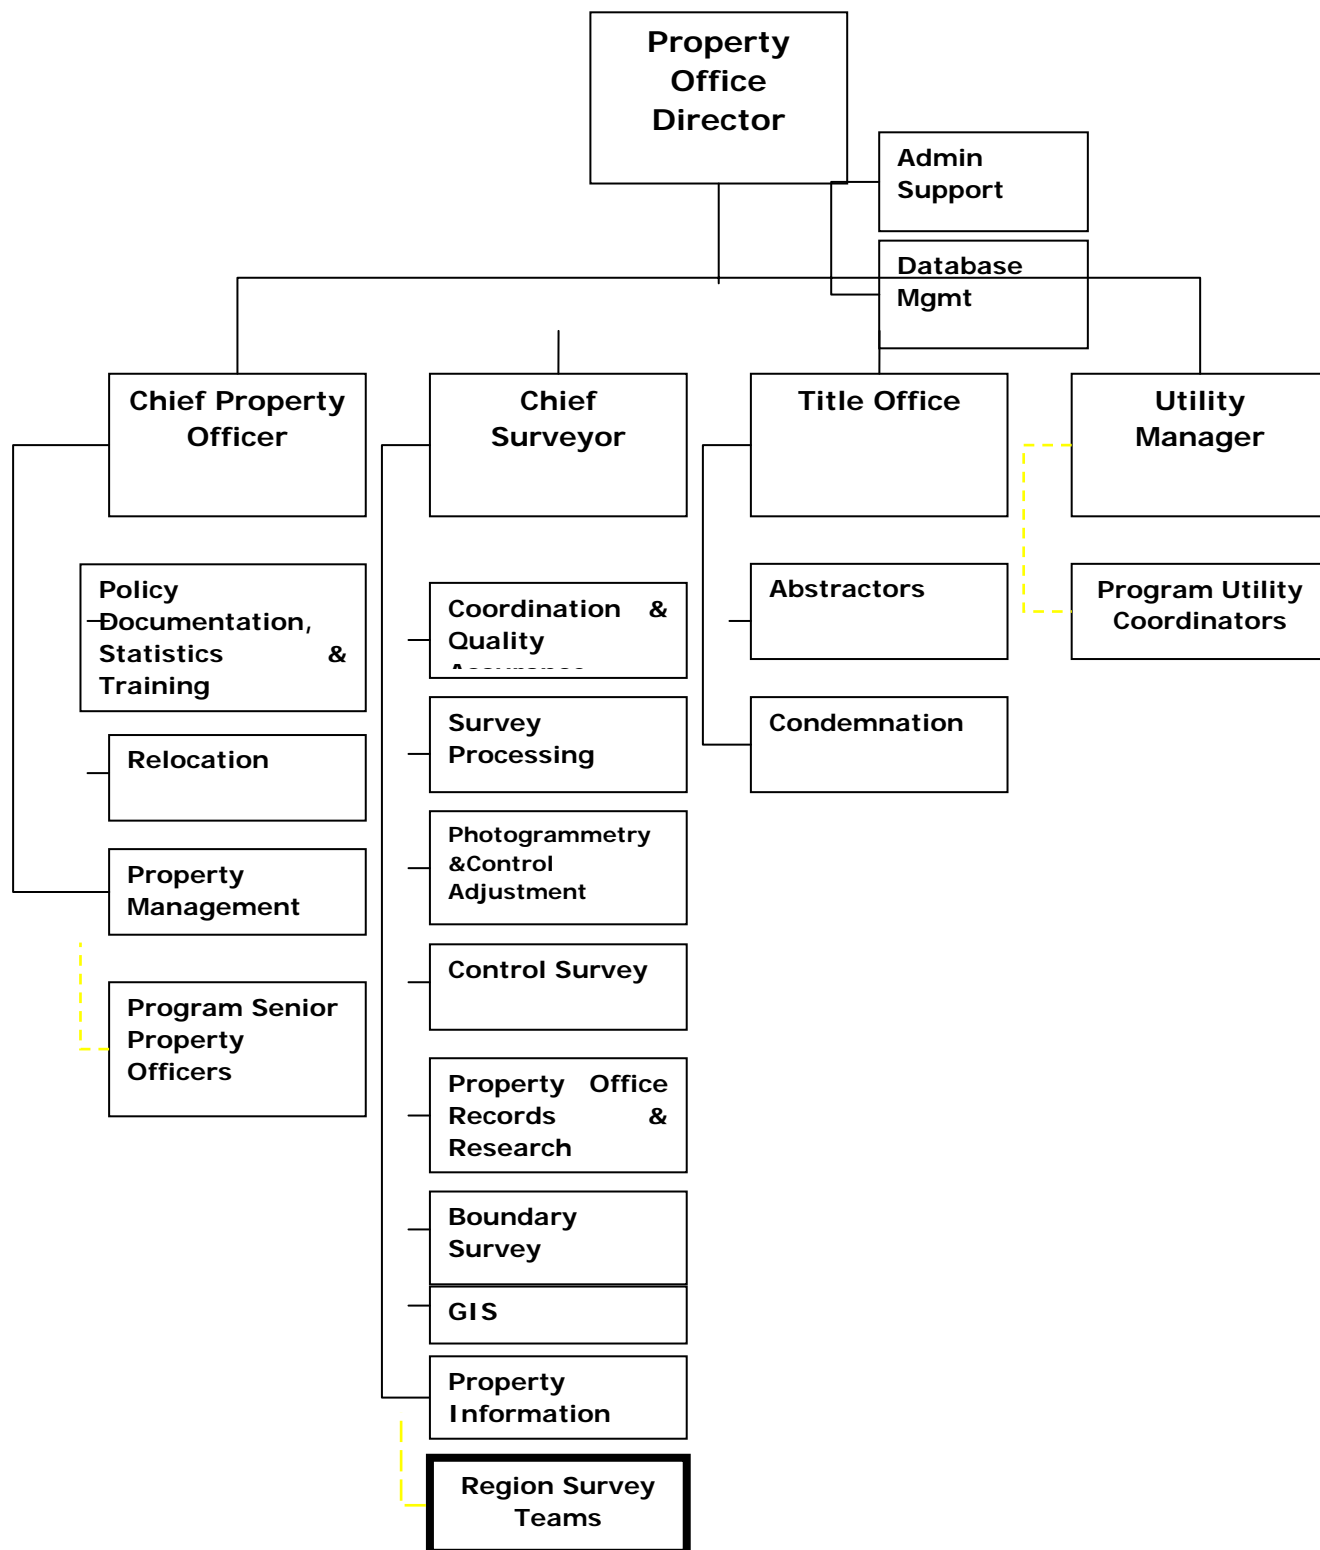 Property
Office
Director
Admin
Support
Database
Mgmt
Chief Property
Officer
Chief
Surveyor
Title Office
Utility
Manager
Policy
Documentation,
Statistics &
Training
Relocation
Property
Management
Program Senior
Property
Officers
Coordination &
Quality
Survey
Processing
Photogrammetry
&Control
Adjustment
Control Survey
Property Office
Records &
Research
Boundary
Survey
GIS
Property
Information
Region Survey
Teams
Abstractors
Condemnation
Program Utility
Coordinators